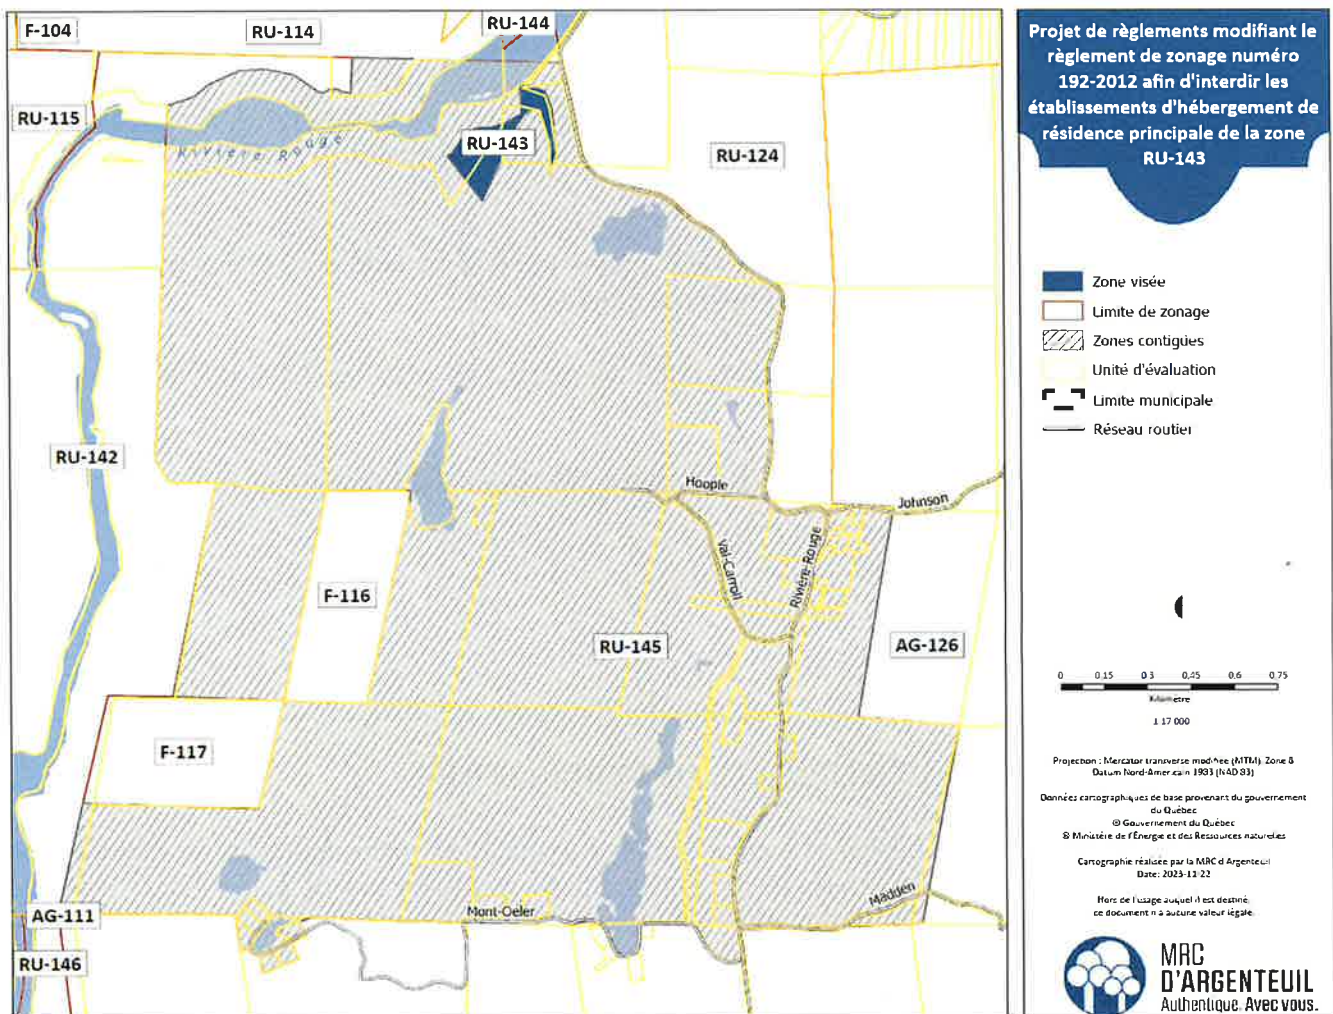 F-104
RU-114
RU-144
RU-115
Rivière Rouge
RU-143
RU-124
RU-142
Hoople
Johnson
Val-Carroll
Rivière-Rouge
F-116
RU-145
AG-126
F-117
Mont-Oeler
Madden
AG-111
RU-146
Projet de règlements modifiant le
règlement de zonage numéro
192-2012 afin d'interdir les
établissements d'hébergement de
résidence principale de la zone
RU-143
Zone visée
Limite de zonage
Zones contigües
Unité d'évaluation
Limite municipale
Réseau routier
0 0,15 0,3 0,45 0,6 0,75
Kilomètre
1:17 000
Projection : Mercator transverse modifiée (MTM), Zone 8
Datum Nord-Américain 1983 (NAD 83)
Données cartographiques de base provenant du gouvernement
du Québec
© Gouvernement du Québec
© Ministère de l'Énergie et des Ressources naturelles
Cartographie réalisée par la MRC d'Argenteuil
Date: 2023-11-22
Hors de l'usage auquel il est destiné,
ce document n'a aucune valeur légale.
MRC
D'ARGENTEUIL
Authentique. Avec vous.